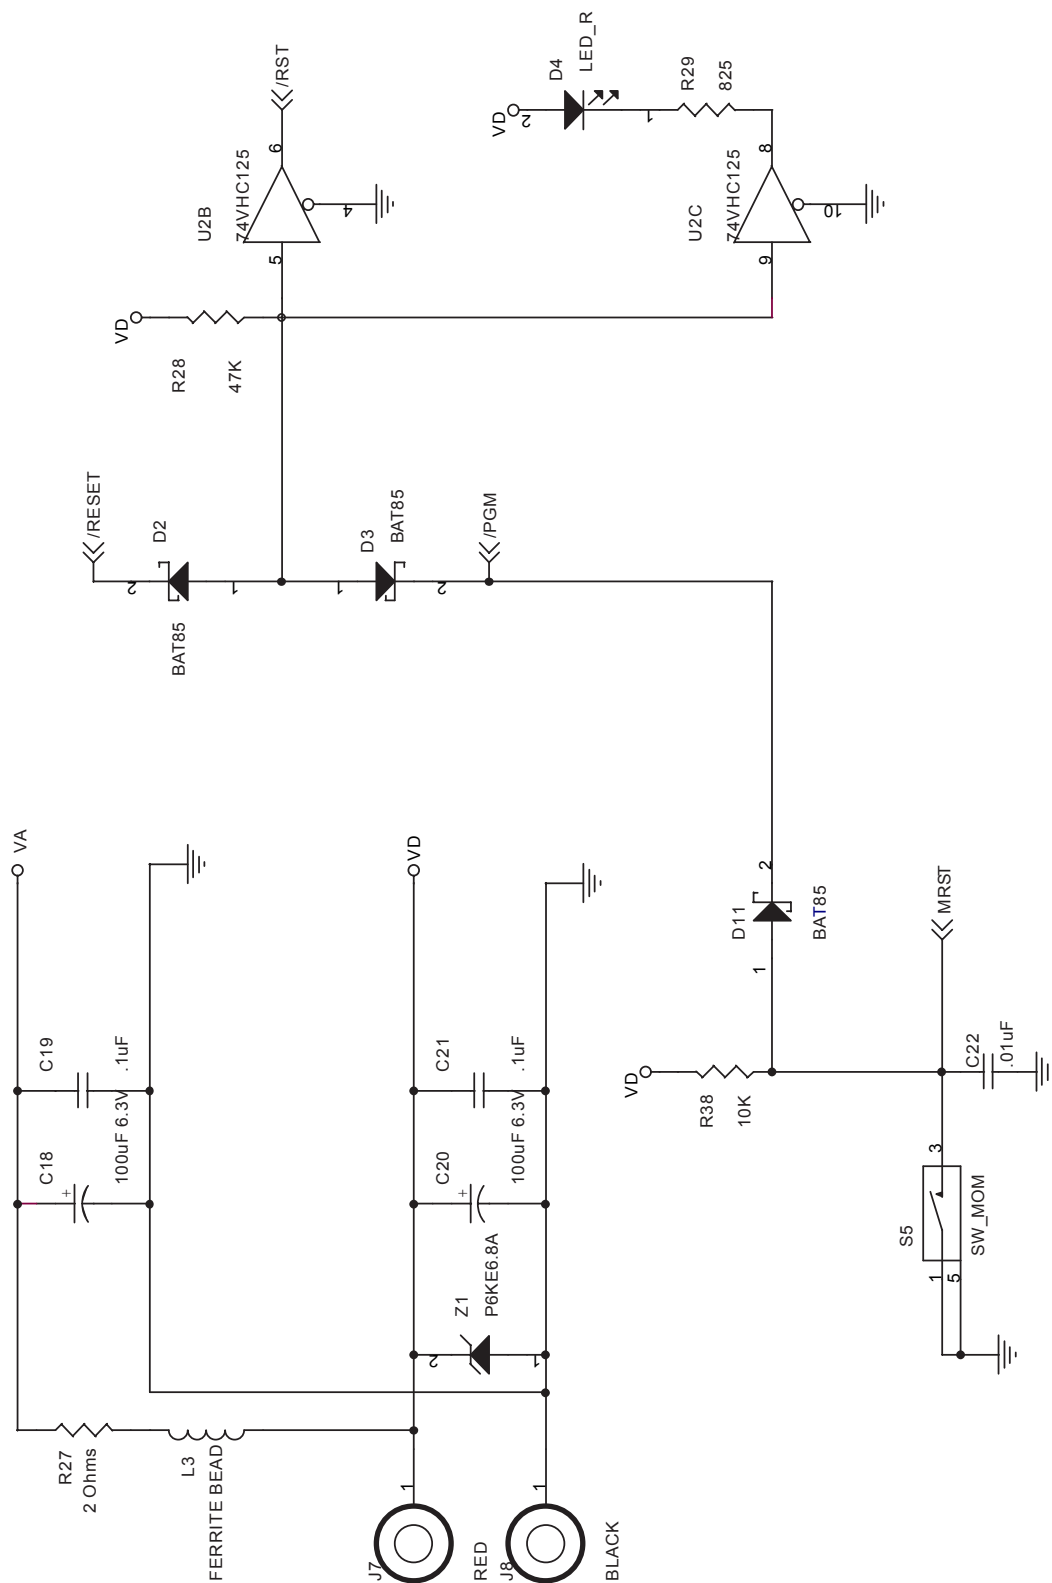 R27
2 Ohms
L3
FERRITE BEAD
C18
+
100uF 6.3V
C19
.1uF
VA
J7
RED
1
J8
BLACK
1
Z1
P6KE6.8A
2
1
C20
+
100uF 6.3V
C21
.1uF
VD
/RESET
2
D2
BAT85
1
1
D3
BAT85
2
/PGM
VD
R28
47K
5
U2B
74VHC125
4
6
/RST
9
U2C
74VHC125
10
8
VD
2
D4
LED_R
1
R29
825
VD
R38
10K
1
D11
BAT85
2
S5
SW_MOM
1
5
3
C22
.01uF
MRST